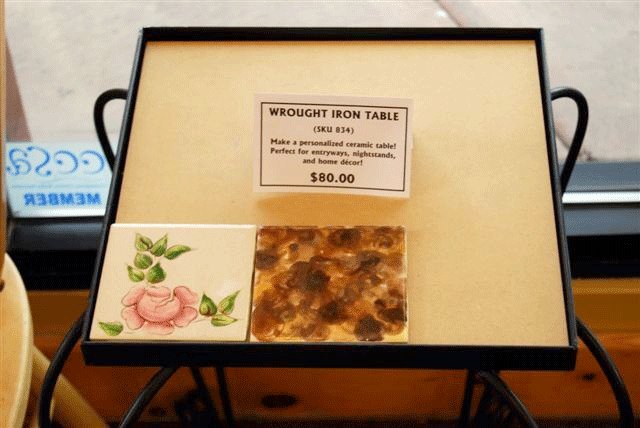 WROUGHT IRON TABLE
(SKU 834)
Make a personalized ceramic table!
Perfect for entryways, nightstands,
and home décor!
$80.00
CCSA
MEMBER